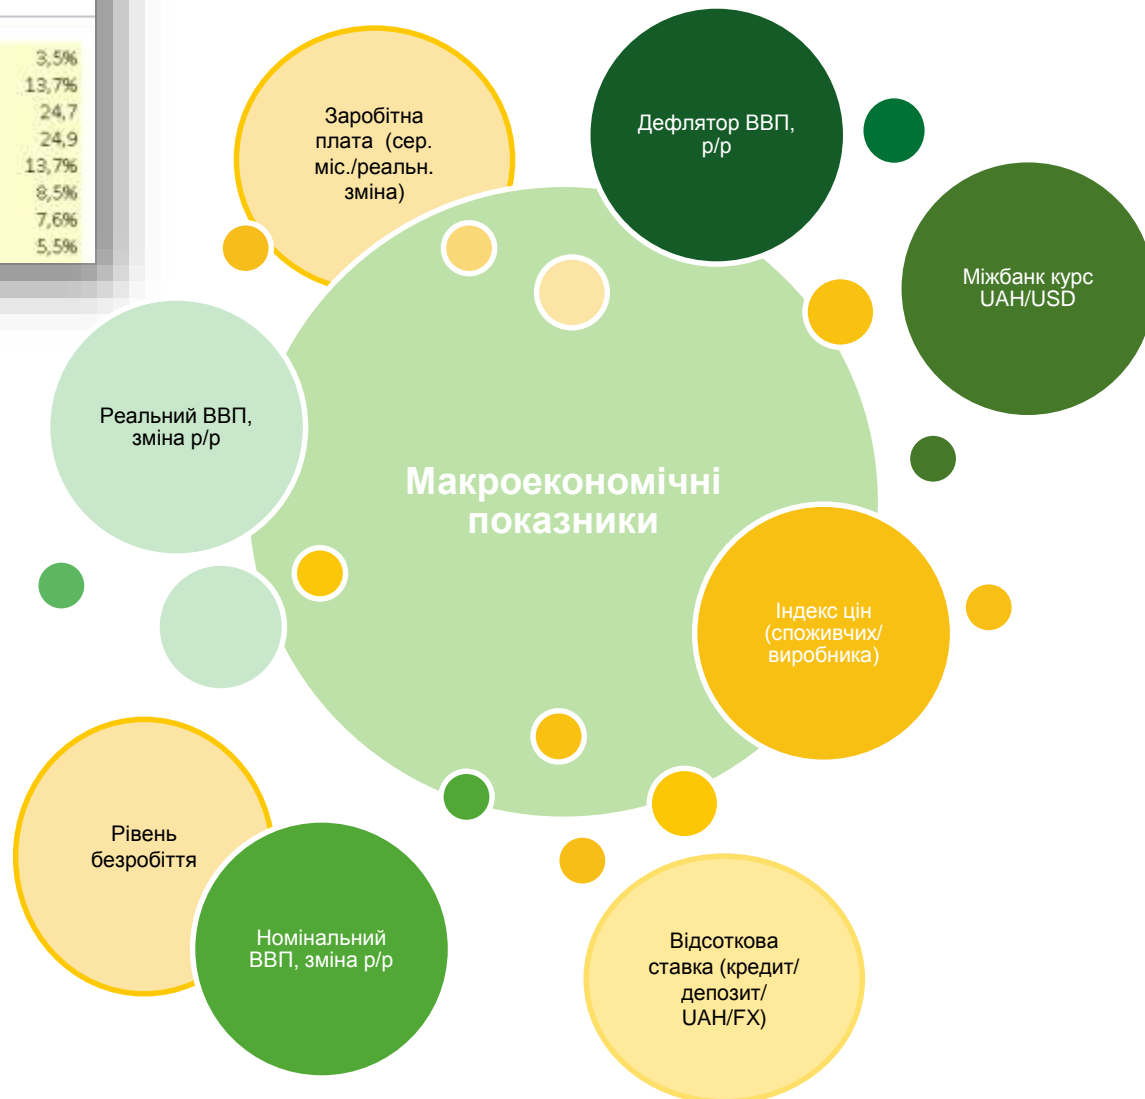 3,5%
13,7%
24,7
24,9
13,7%
8,5%
7,6%
5,5%
Заробітна
плата (сер.
міс./реальн.
зміна)
Дефлятор ВВП,
р/р
Міжбанк курс
UAH/USD
Реальний ВВП,
зміна р/р
Макроекономічні
показники
Індекс цін
(споживчих/
виробника)
Рівень
безробіття
Номінальний
ВВП, зміна р/р
Відсоткова
ставка (кредит/
депозит/
UAH/FX)